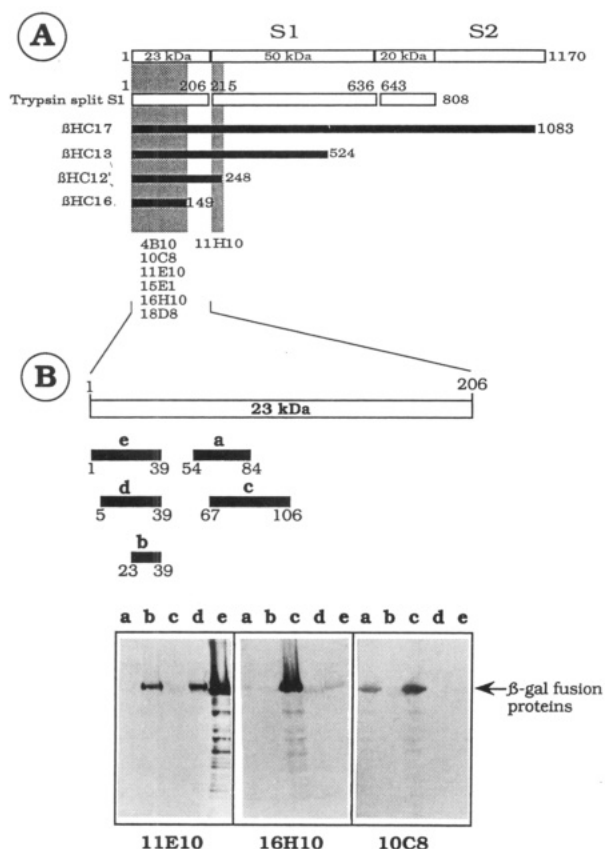 A
S1 S2
1 23 kDa 50 kDa 20 kDa 1170
1 206 215 636 643
Trypsin split S1 808
ßHC17 1083
ßHC13 524
ßHC12' 248
ßHC16 149
4B10 11H10
10C8
11E10
15E1
16H10
18D8
B
1 206
23 kDa
e a
1 39 54 84
d c
5 39 67 106
b
23 39
a b c d e a b c d e a b c d e
ß-gal fusion
proteins
11E10 16H10 10C8